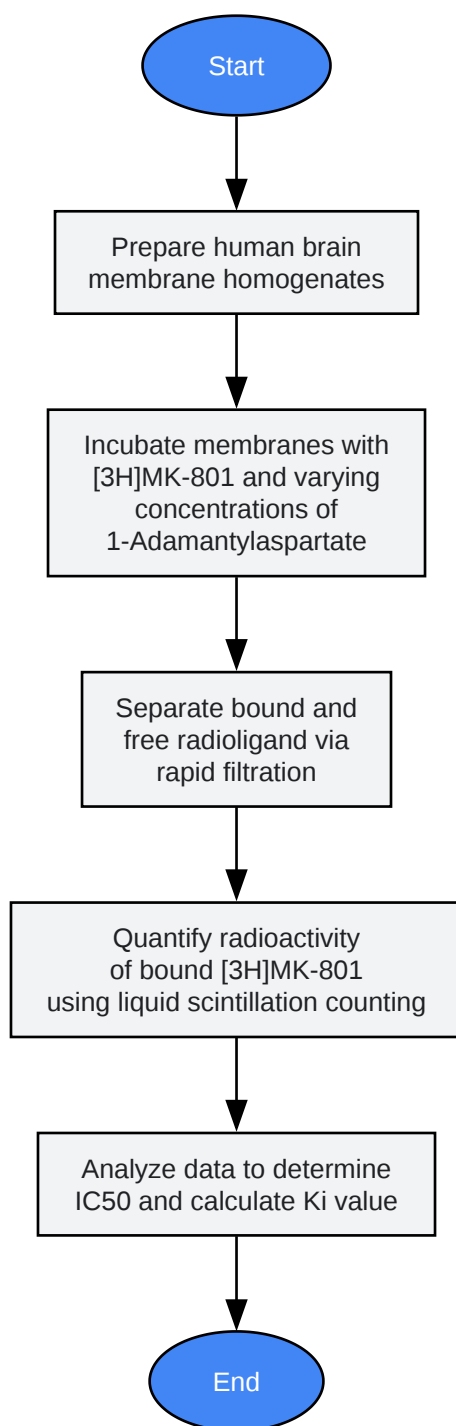 Start
Prepare human brain
membrane homogenates
Incubate membranes with
[3H]MK-801 and varying
concentrations of
1-Adamantylaspartate
Separate bound and
free radioligand via
rapid filtration
Quantify radioactivity
of bound [3H]MK-801
using liquid scintillation counting
Analyze data to determine
IC50 and calculate Ki value
End